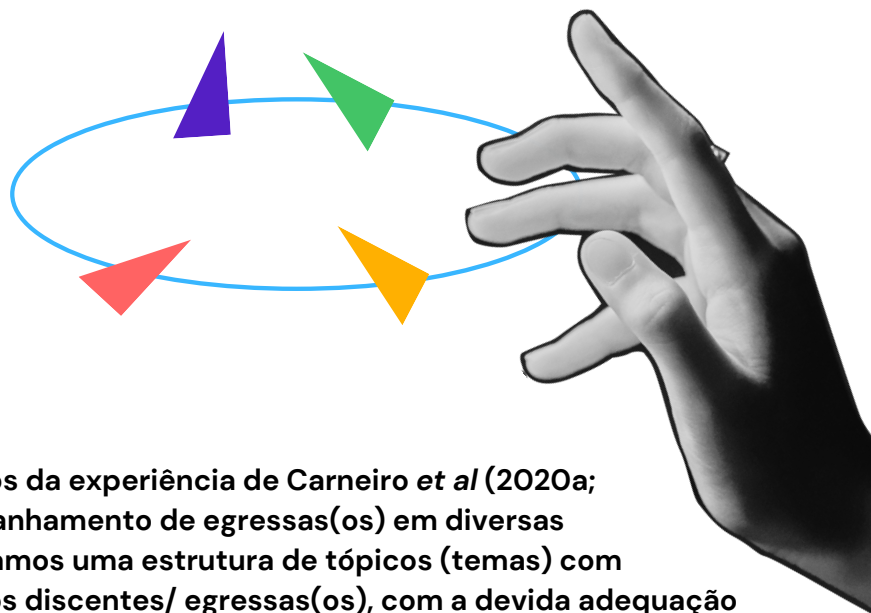 os da experiência de Carneiro et al (2020a;
anhamento de egressas(os) em diversas
amos uma estrutura de tópicos (temas) com
os discentes/ egressas(os), com a devida adequação